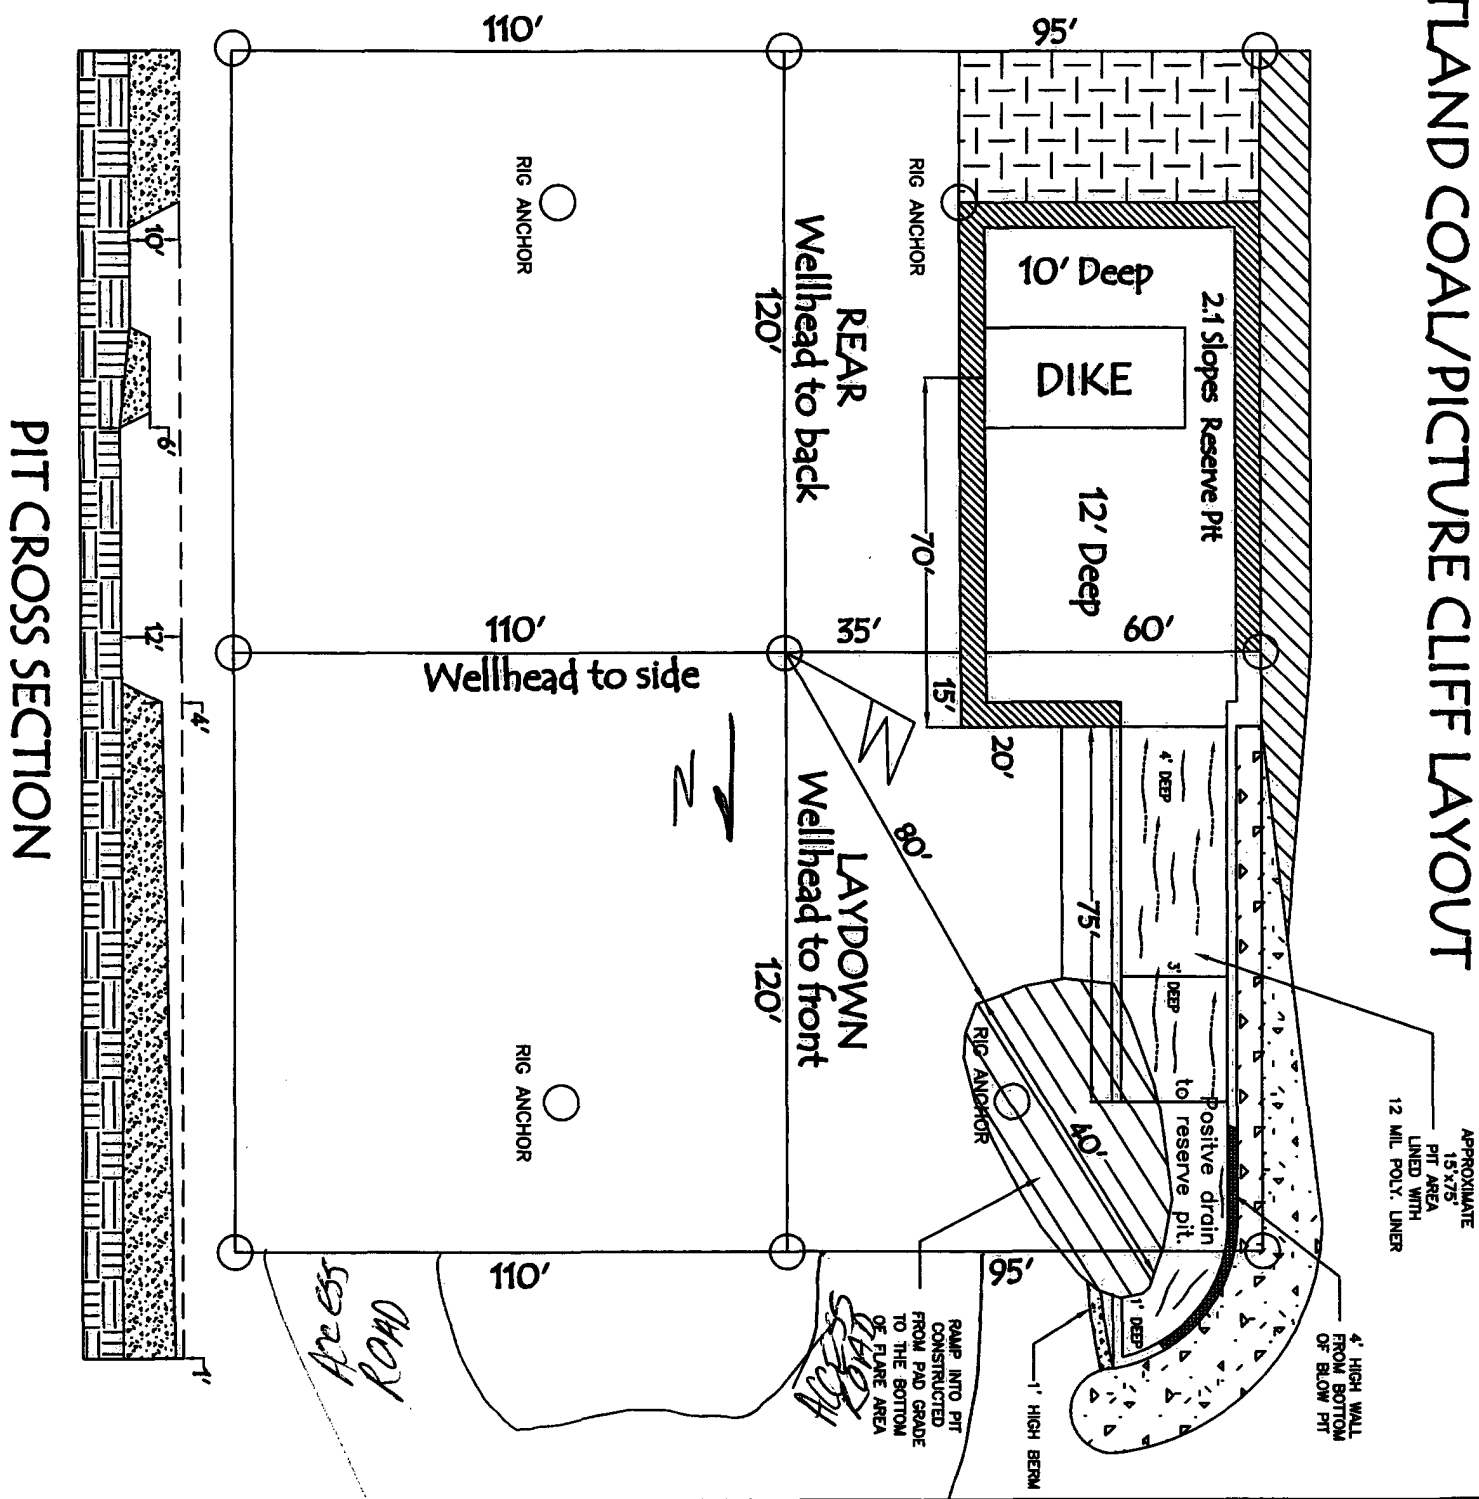 TLAND COAL/PICTURE CLIFF LAYOUT
110'
95'
RIG ANCHOR
RIG ANCHOR
10' Deep
2.1 Slopes Reserve Pit
DIKE
12' Deep
REAR
Wellhead to back
120'
70'
110'
Wellhead to side
35'
60'
15'
20'
N
80'
LAYDOWN
Wellhead to front
120'
4' DEEP
75'
3' DEEP
RIG ANCHOR
RIG ANCHOR
40'
Positve drain
to reserve pit.
1' DEEP
110'
95'
APPROXIMATE
15'x75'
PIT AREA
LINED WITH
12 MIL POLY. LINER
4' HIGH WALL
FROM BOTTOM
OF BLOW PIT
1' HIGH BERM
RAMP INTO PIT
CONSTRUCTED
FROM PAD GRADE
TO THE BOTTOM
OF FLARE AREA
Access
Road
10'
6'
12'
4'
1'
PIT CROSS SECTION